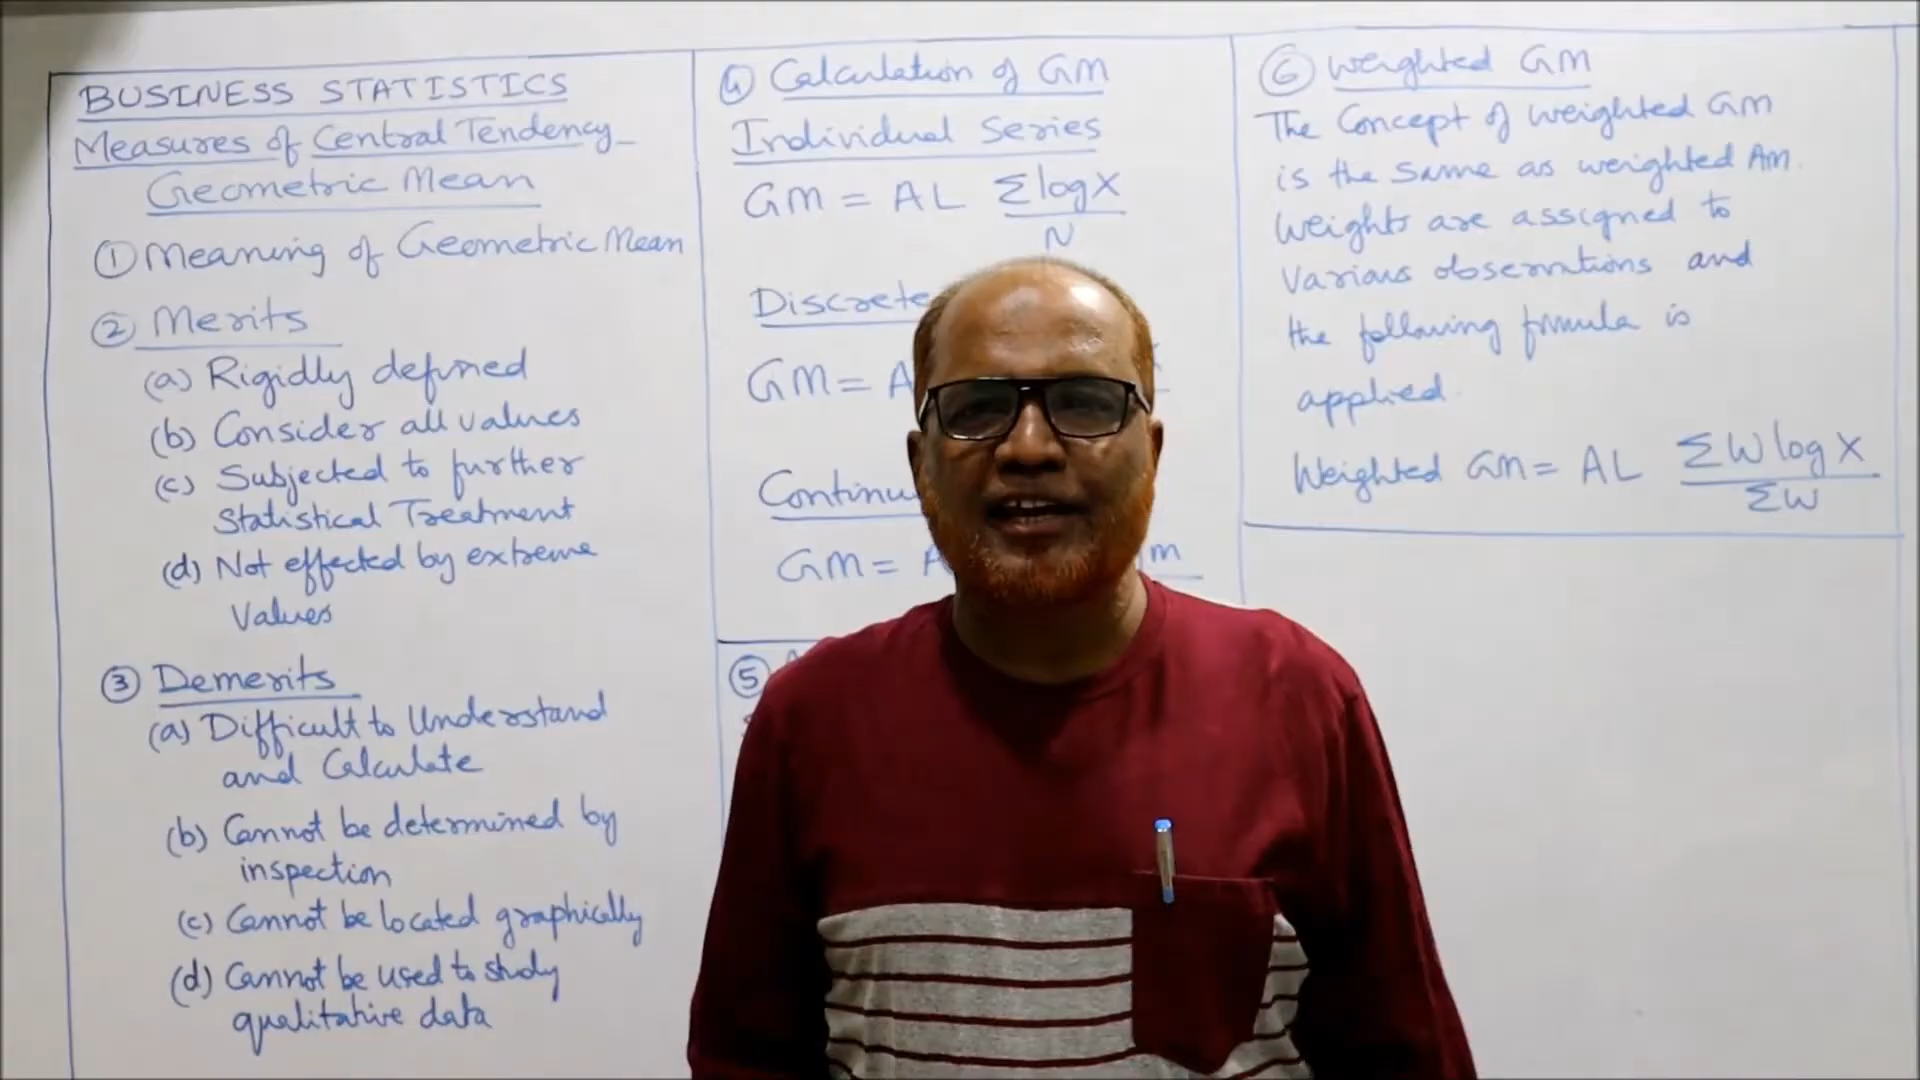 BUSINESS STATISTICS
Measures of Central Tendency-
Geometric Mean
① Meaning of Geometric Mean
② Merits
(a) Rigidly defined
(b) Consider all values
(c) Subjected to further
Statistical Treatment
(d) Not effected by extreme
Values
③ Demerits
(a) Difficult to Understand
and Calculate
(b) Cannot be determined by
inspection
(c) Cannot be located graphically
(d) Cannot be used to study
qualitative data
④ Calculation of GM
Individual Series
GM = AL Σ log X / N
Discrete
GM = A
Continu
GM = A m
⑤
⑥ Weighted GM
The Concept of weighted GM
is the same as weighted AM.
Weights are assigned to
Various observations and
the following formula is
applied.
Weighted GM = AL Σ W log X / Σ W